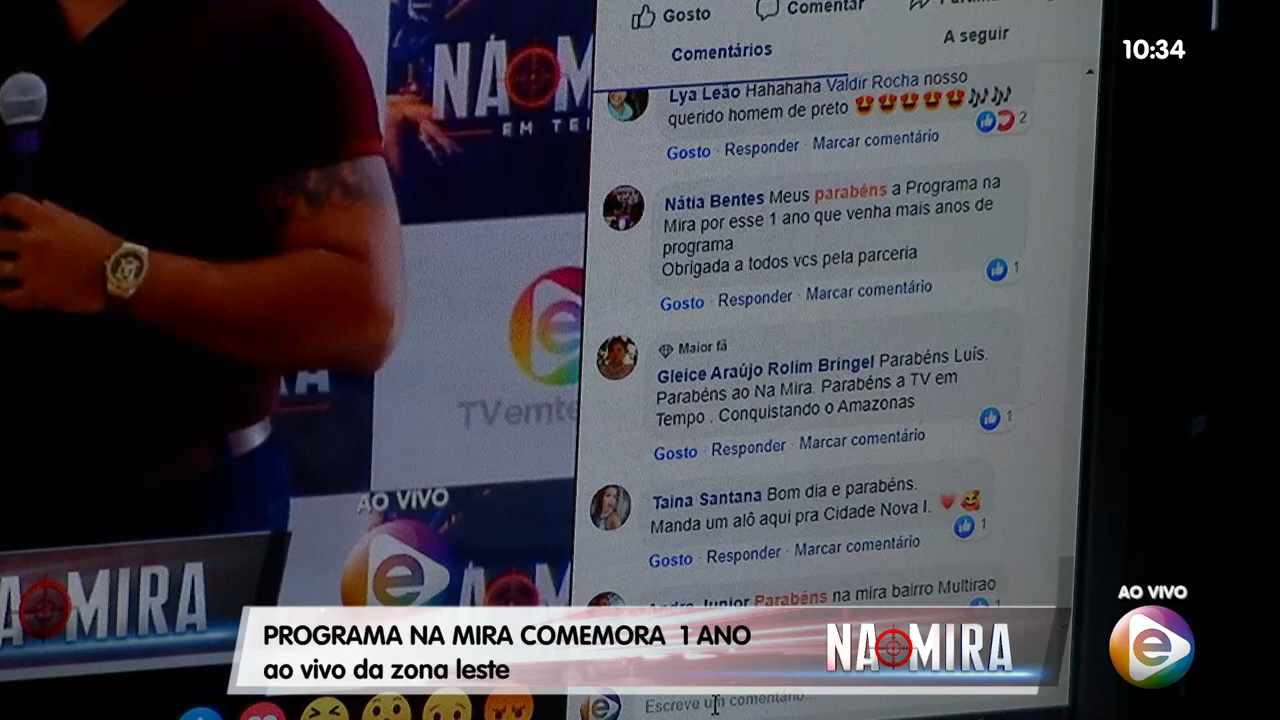 Gosto
Comentar
Comentários
A seguir
10:34
Lya Leão Hahahaha Valdir Rocha nosso
querido homem de preto
2
Gosto · Responder · Marcar comentário
Nátia Bentes Meus parabéns a Programa na
Mira por esse 1 ano que venha mais anos de
programa
Obrigada a todos vcs pela parceria
1
Gosto · Responder · Marcar comentário
Maior fã
Gleice Araújo Rolim Bringel Parabéns Luís.
Parabéns ao Na Mira. Parabéns a TV em
Tempo . Conquistando o Amazonas
1
Gosto · Responder · Marcar comentário
Taina Santana Bom dia e parabéns.
Manda um alô aqui pra Cidade Nova I.
1
Gosto · Responder · Marcar comentário
Junior Parabéns na mira bairro Multirao
1
Escreve um comentário...
NA M
EM TE
TVemte
AO VIVO
e
NA M
NA MIRA
PROGRAMA NA MIRA COMEMORA 1 ANO
ao vivo da zona leste
NA MIRA
AO VIVO
e